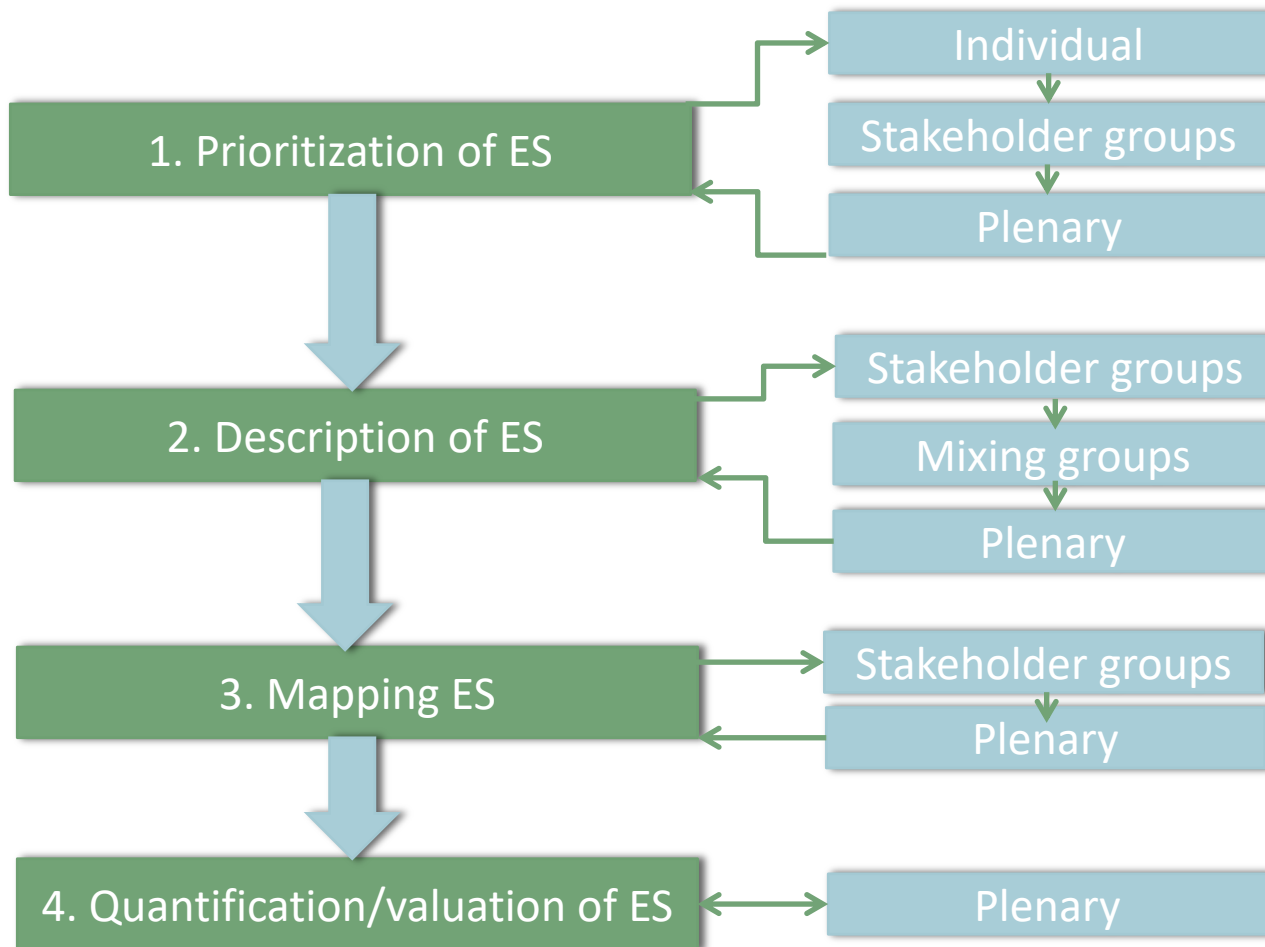 Individual
1. Prioritization of ES
Stakeholder groups
Plenary
2. Description of ES
Stakeholder groups
Mixing groups
Plenary
3. Mapping ES
Stakeholder groups
Plenary
4. Quantification/valuation of ES
Plenary